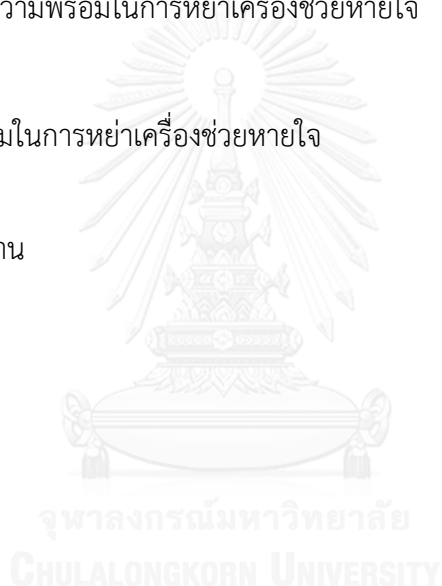 วามพร้อมในการหย่าเครื่องช่วยหายใจ
มในการหย่าเครื่องช่วยหายใจ
าน
จุฬาลงกรณ์มหาวิทยาลัย
CHULALONGKORN UNIVERSITY